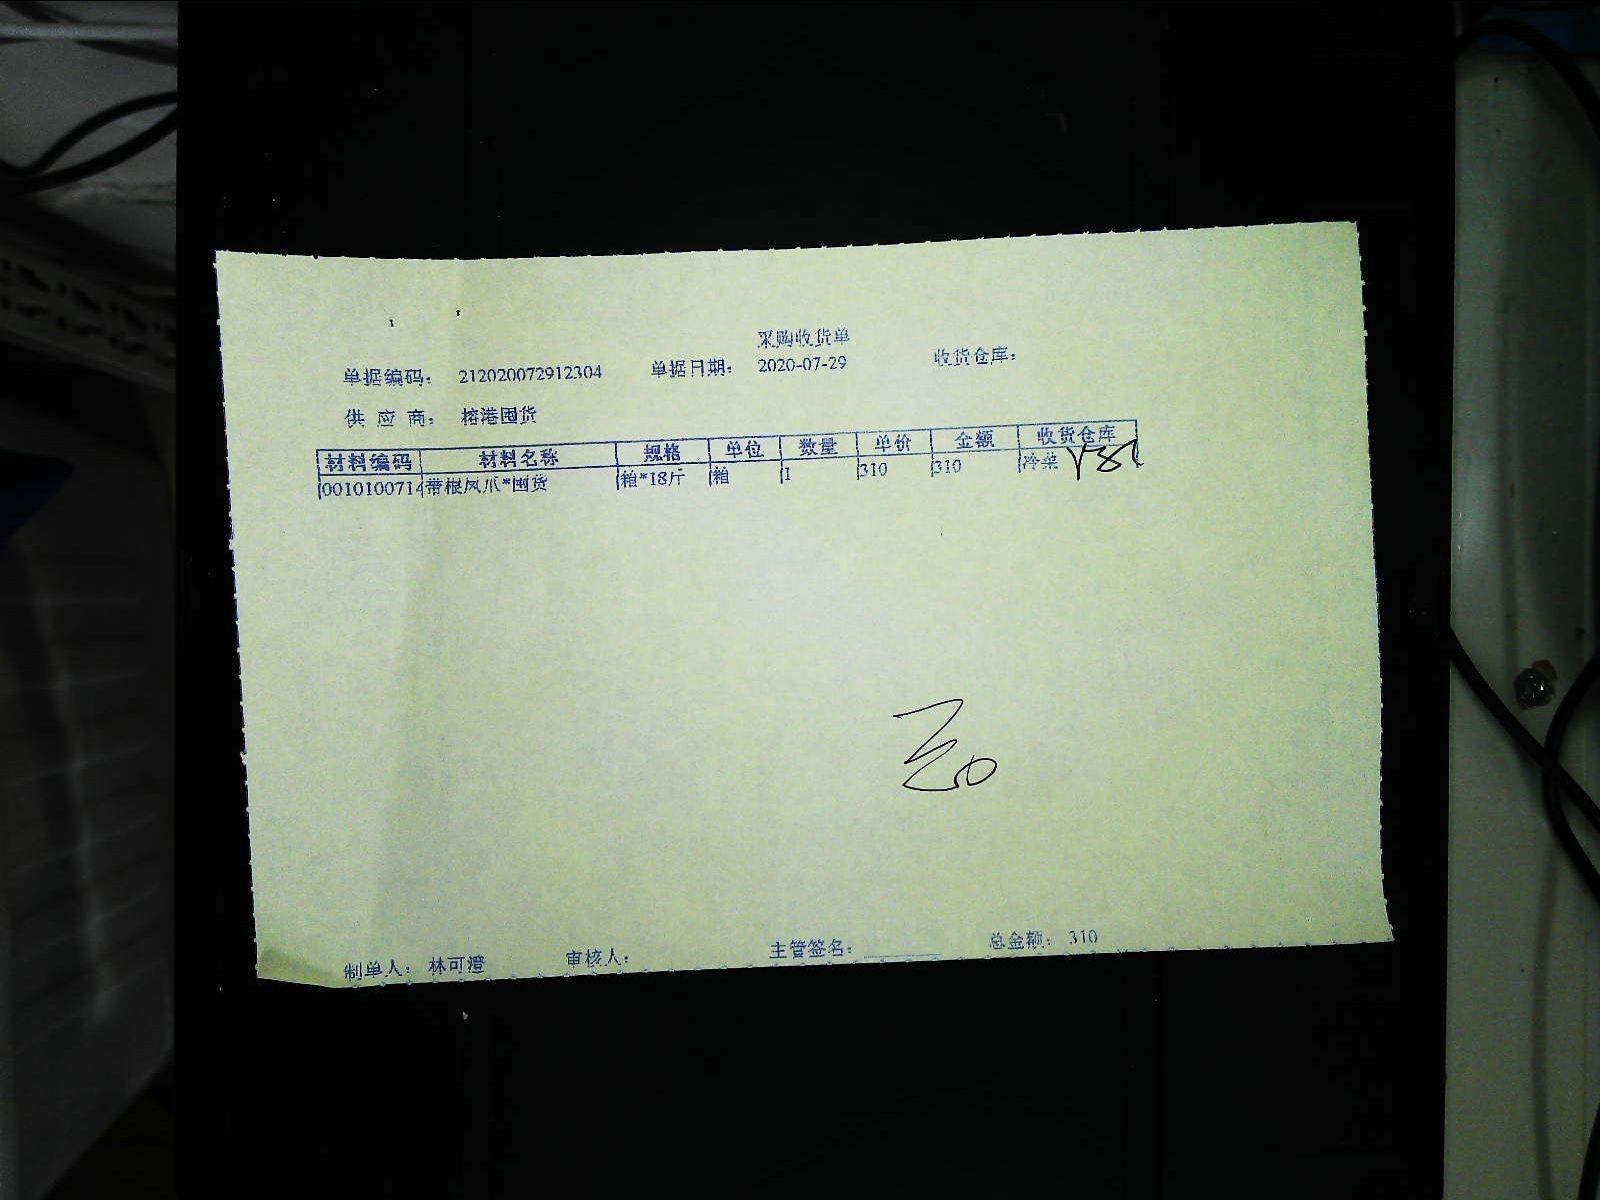 采购收货单
单据编码： 212020072912304 单据日期： 2020-07-29 收货仓库：
供 应 商： 榕港囤货
材料编码 材料名称 规格 单位 数量 单价 金额 收货仓库
0010100714 带根凤爪*囤货 箱*18斤 箱 1 310 310 冷菜
制单人： 林可澄 审核人： 主管签名： 总金额： 310